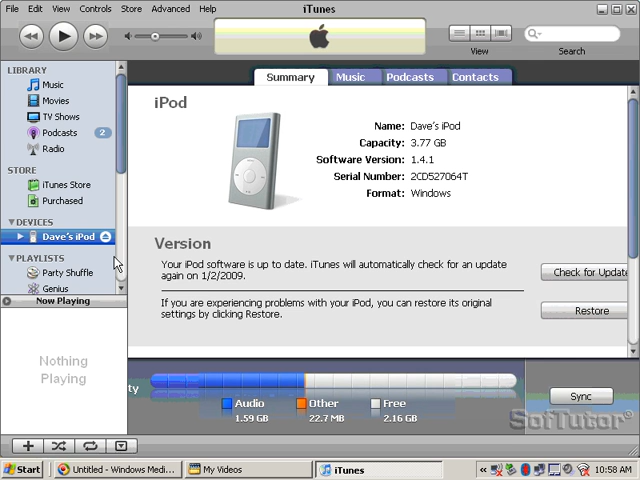 File Edit View Controls Store Advanced Help iTunes
View Search
LIBRARY
Music
Movies
TV Shows
Podcasts 2
Radio
STORE
iTunes Store
Purchased
DEVICES
Dave's iPod
PLAYLISTS
Party Shuffle
Genius
Now Playing
Nothing
Playing
Summary Music Podcasts Contacts
iPod
Name: Dave's iPod
Capacity: 3.77 GB
Software Version: 1.4.1
Serial Number: 2CD527064T
Format: Windows
Version
Your iPod software is up to date. iTunes will automatically check for an update
again on 1/2/2009.
Check for Update
If you are experiencing problems with your iPod, you can restore its original
settings by clicking Restore.
Restore
ty
Audio Other Free
1.59 GB 22.7 MB 2.16 GB
Sync
SofTutor
Start Untitled - Windows Medi... My Videos iTunes « 10:58 AM